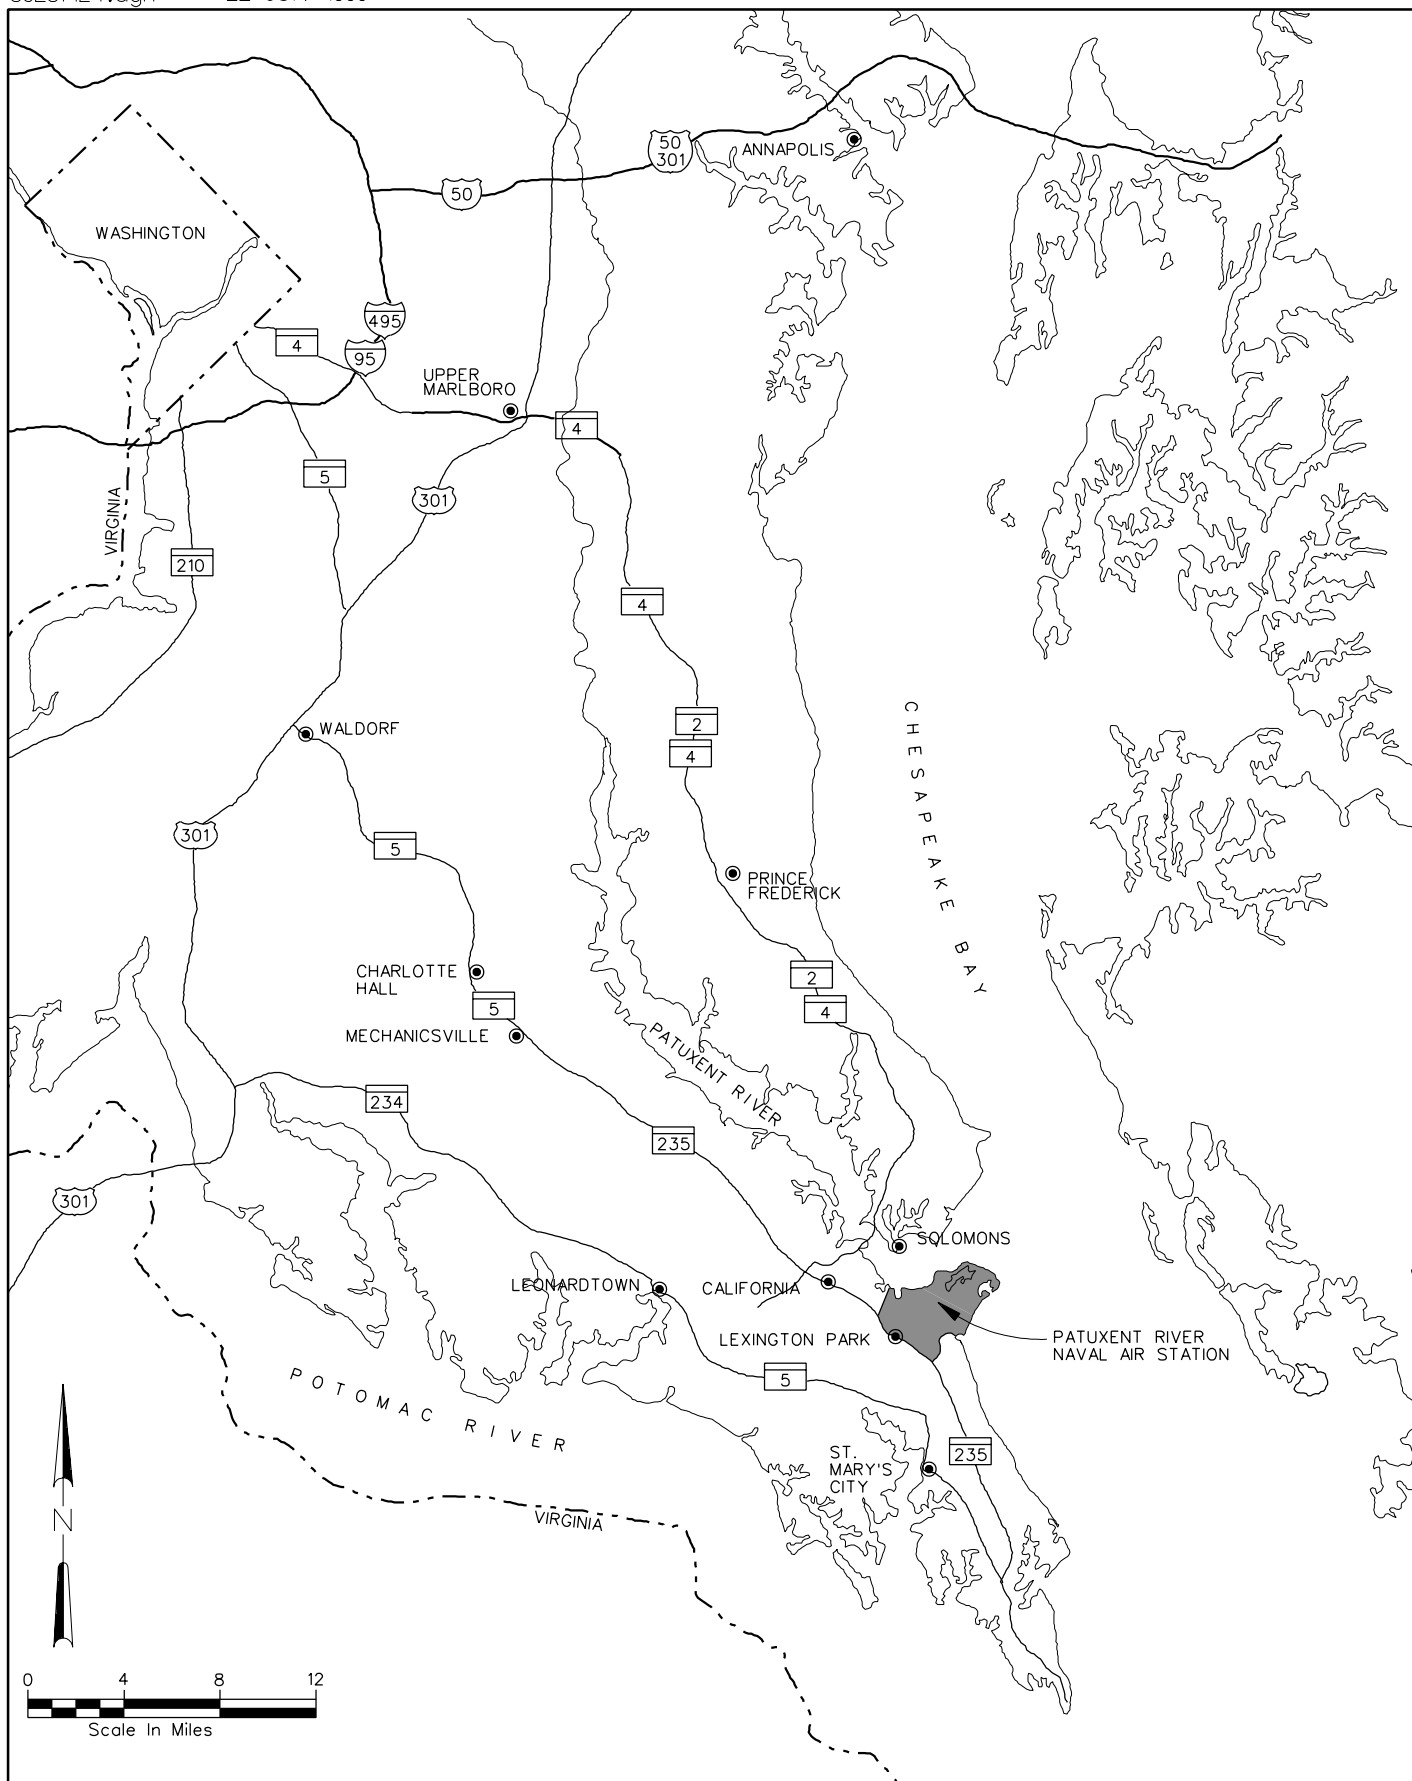 50
301
ANNAPOLIS
50
WASHINGTON
495
4
95
UPPER
MARLBORO
4
5
301
VIRGINIA
210
4
CHESAPEAKE BAY
2
WALDORF
4
301
5
PRINCE
FREDERICK
CHARLOTTE
HALL
2
5
4
MECHANICSVILLE
PATUXENT RIVER
234
235
301
SOLOMONS
LEONARDTOWN
CALIFORNIA
LEXINGTON PARK
PATUXENT RIVER
NAVAL AIR STATION
5
POTOMAC RIVER
ST.
MARY'S
CITY
235
N
VIRGINIA
0 4 8 12
Scale In Miles